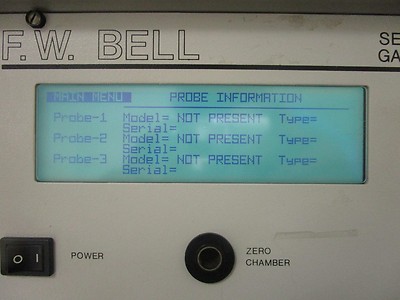 F.W. BELL
SE
GA
MAIN MENU PROBE INFORMATION
Probe-1 Model= NOT PRESENT Type=
Serial=
Probe-2 Model= NOT PRESENT Type=
Serial=
Probe-3 Model= NOT PRESENT Type=
Serial=
O I
POWER
ZERO
CHAMBER